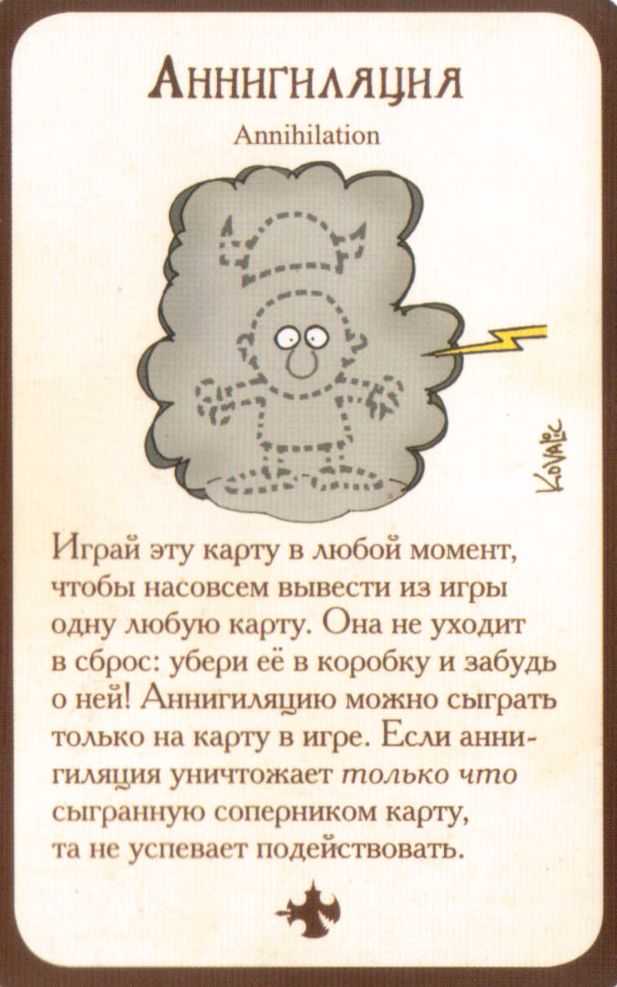 Аннигиляция
Annihilation
Kovalic
Играй эту карту в любой момент,
чтобы насовсем вывести из игры
одну любую карту. Она не уходит
в сброс: убери её в коробку и забудь
о ней! Аннигиляцию можно сыграть
только на карту в игре. Если анни-
гиляция уничтожает только что
сыгранную соперником карту,
та не успевает подействовать.